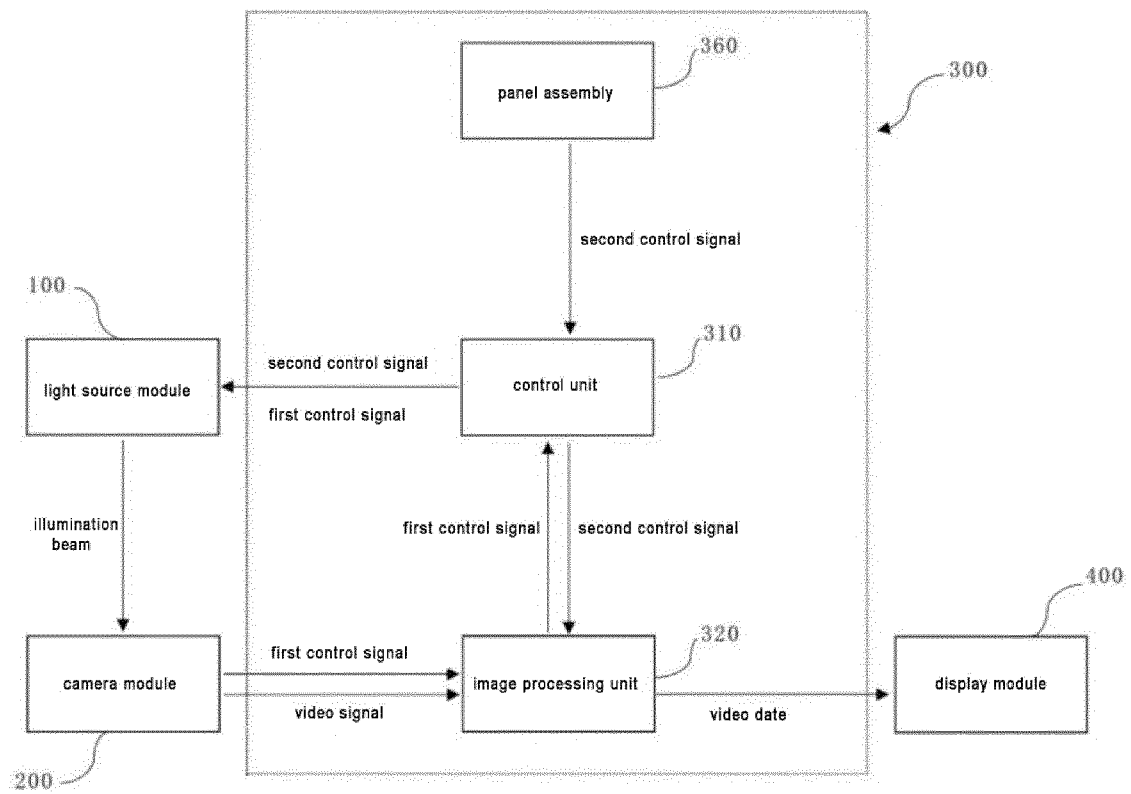 360
panel assembly
300
second control signal
100
310
second control signal
light source module
control unit
first control signal
illumination
beam
first control signal
second control signal
400
320
first control signal
camera module
image processing unit
display module
video signal
video date
200